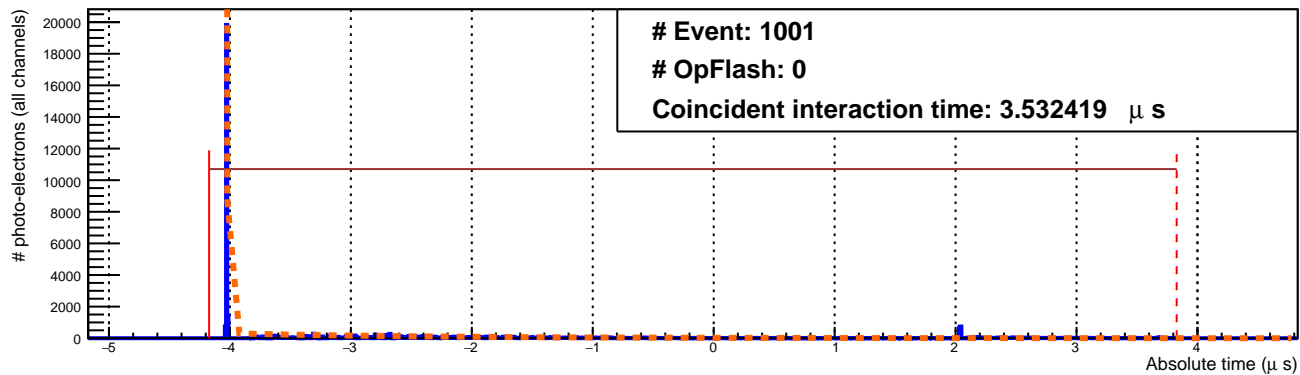 # Event: 1001
# OpFlash: 0
Coincident interaction time: 3.532419 μ s
# photo-electrons (all channels)
20000
18000
16000
14000
12000
10000
8000
6000
4000
2000
0
−5 −4 −3 −2 −1 0 1 2 3 4
Absolute time (μ s)